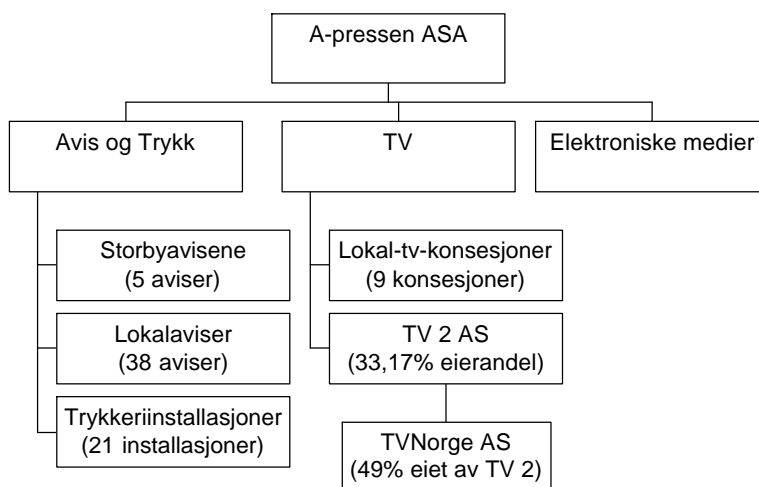 A-pressen ASA
Avis og Trykk
TV
Elektroniske medier
Storbyavisene
(5 aviser)
Lokalaviser
(38 aviser)
Trykkeriinstallasjoner
(21 installasjoner)
Lokal-tv-konsesjoner
(9 konsesjoner)
TV 2 AS
(33,17% eierandel)
TVNorge AS
(49% eiet av TV 2)